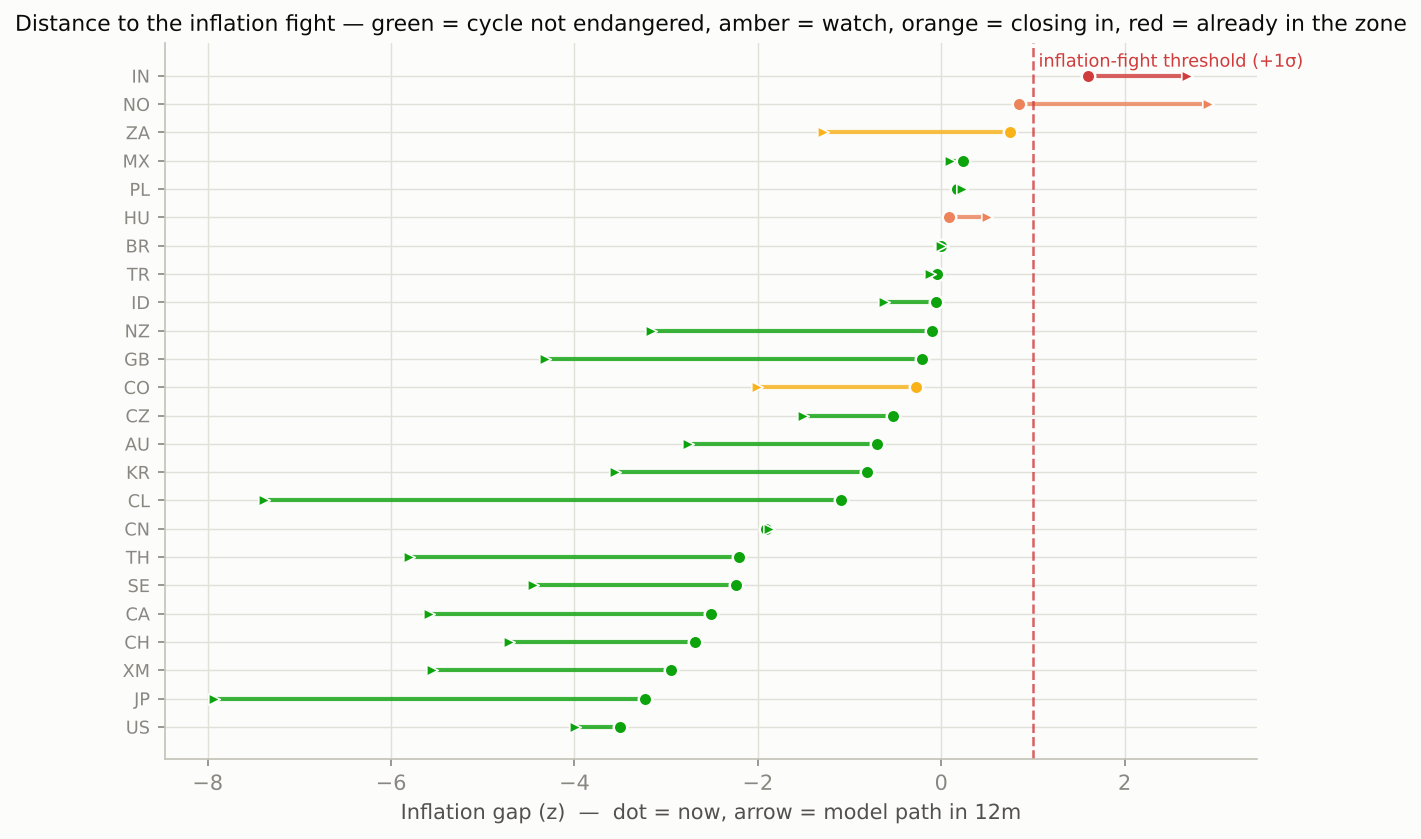 Distance to the inflation fight — green = cycle not endangered, amber = watch, orange = closing in, red = already in the zone
inflation-fight threshold (+1σ)
IN
NO
ZA
MX
PL
HU
BR
TR
ID
NZ
GB
CO
CZ
AU
KR
CL
CN
TH
SE
CA
CH
XM
JP
US
−8 −6 −4 −2 0 2
Inflation gap (z) — dot = now, arrow = model path in 12m